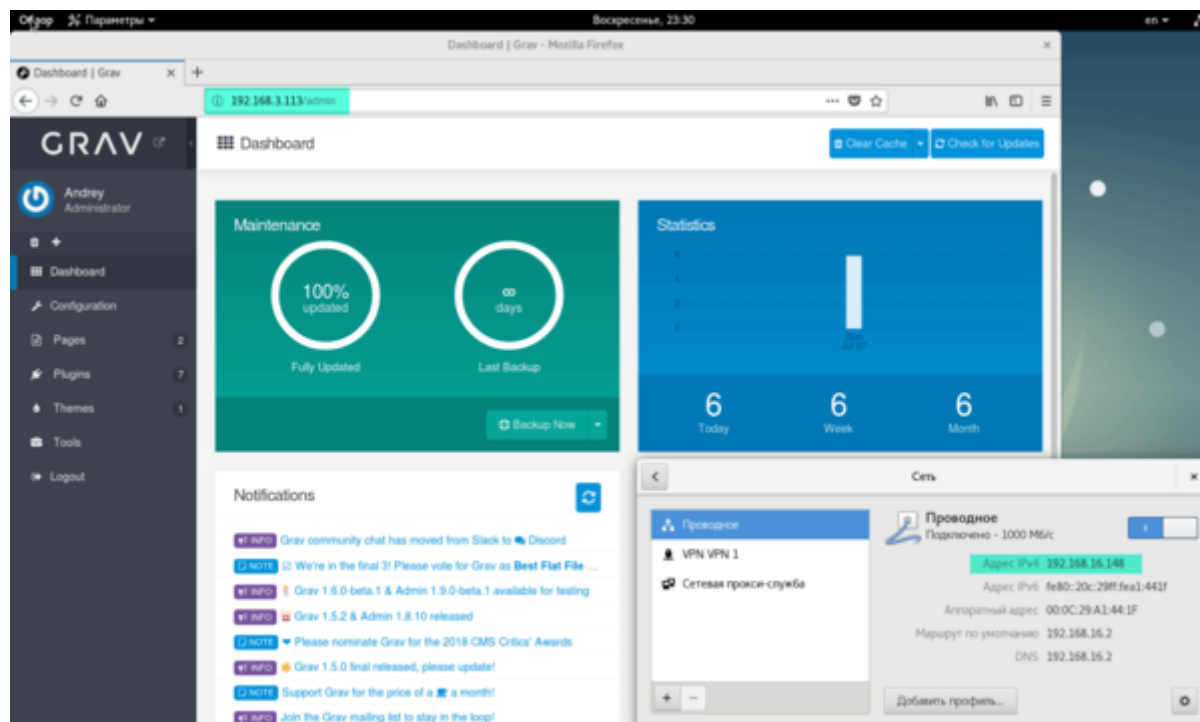 Обзор Параметры Воскресенье, 23:30 en
Dashboard | Grav - Mozilla Firefox
Dashboard | Grav
192.168.3.113/admin
GRAV
Andrey
Administrator
Dashboard
Configuration
Pages 2
Plugins 7
Themes 1
Tools
Logout
Dashboard
Clear Cache
Check for Updates
Maintenance
100%
updated
Fully Updated
∞
days
Last Backup
Backup Now
Statistics
6
4
2
0
Sun,
Jul 07
6
Today
6
Week
6
Month
Notifications
INFO Grav community chat has moved from Slack to Discord
NOTE We're in the final 3! Please vote for Grav as Best Flat File ...
INFO Grav 1.6.0-beta.1 & Admin 1.9.0-beta.1 available for testing
INFO Grav 1.5.2 & Admin 1.8.10 released
NOTE Please nominate Grav for the 2018 CMS Critics' Awards
INFO Grav 1.5.0 final released, please update!
NOTE Support Grav for the price of a a month!
INFO Join the Grav mailing list to stay in the loop!
Сеть
Проводное
VPN VPN 1
Сетевая прокси-служба
Проводное
Подключено - 1000 Мб/с
Адрес IPv4 192.168.16.148
Адрес IPv6 fe80::20c:29ff:fea1:441f
Аппаратный адрес 00:0C:29:A1:44:1F
Маршрут по умолчанию 192.168.16.2
DNS 192.168.16.2
Добавить профиль...